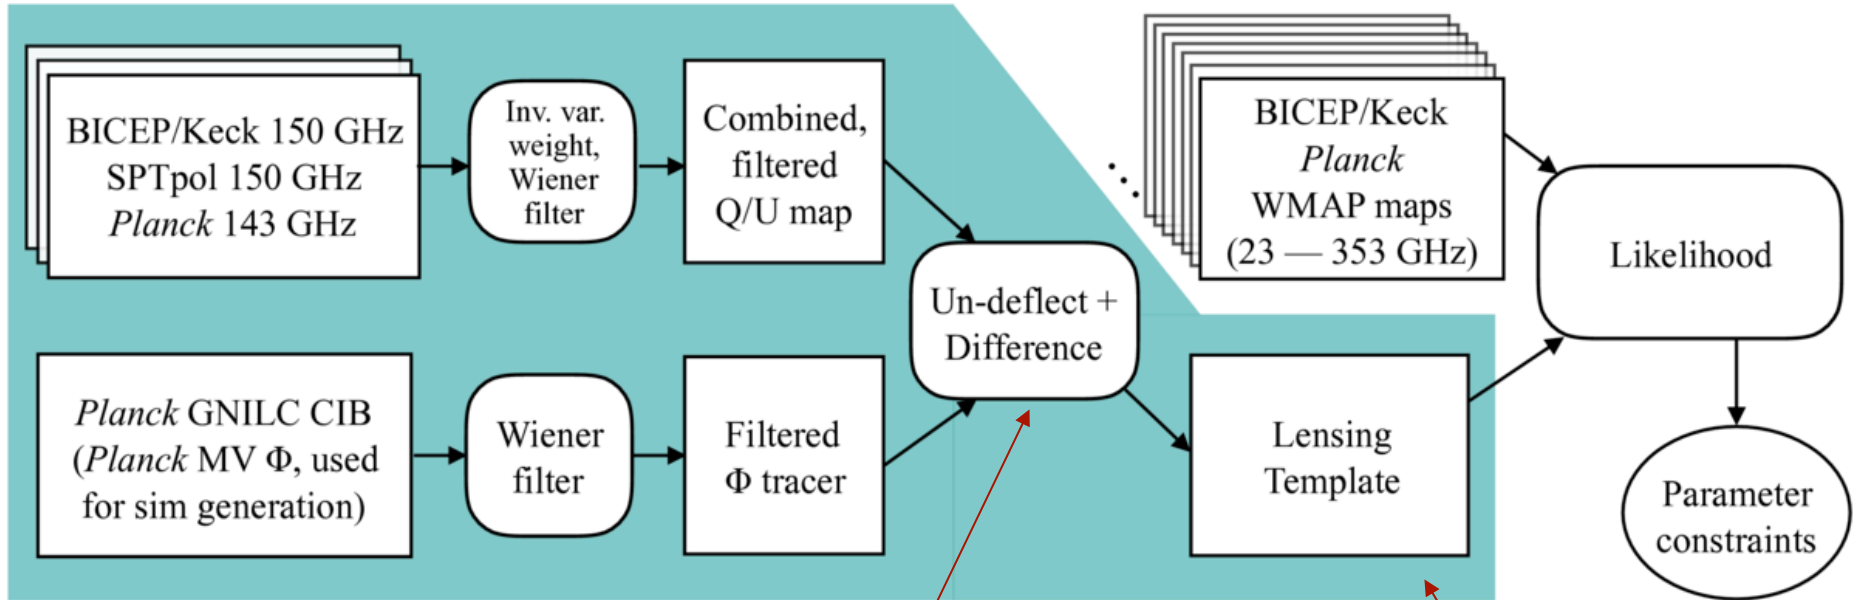 BICEP/Keck 150 GHz
SPTpol 150 GHz
Planck 143 GHz
Inv. var.
weight,
Wiener
filter
Combined,
filtered
Q/U map
Planck GNILC CIB
(Planck MV Φ, used
for sim generation)
Wiener
filter
Filtered
Φ tracer
Un-deflect +
Difference
Lensing
Template
BICEP/Keck
Planck
WMAP maps
(23 — 353 GHz)
Likelihood
Parameter
constraints